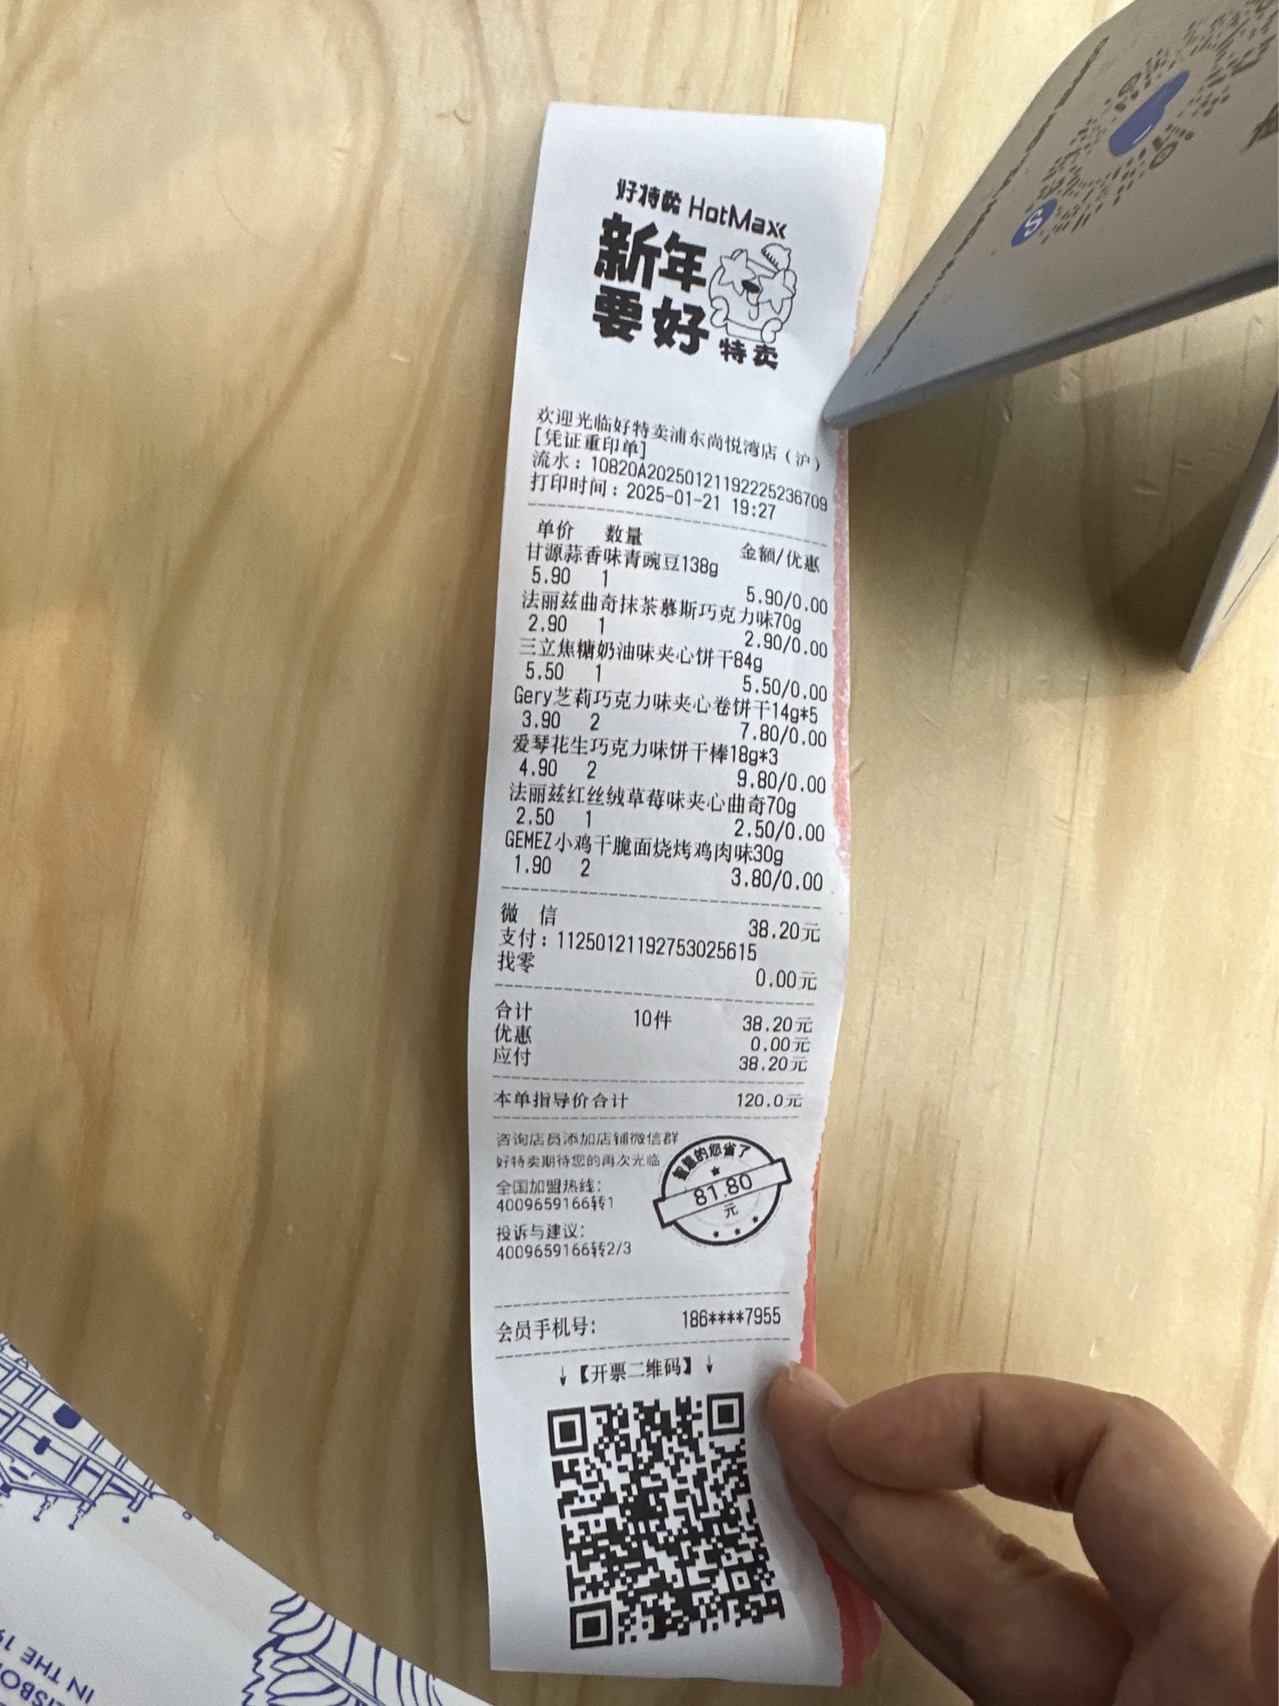 好特卖 HotMaxx
新年
要好特卖
欢迎光临好特卖浦东尚悦湾店（沪）
[凭证重印单]
流水：10820A20250121192225236709
打印时间：2025-01-21 19:27
单价 数量 金额/优惠
甘源蒜香味青豌豆138g
5.90 1 5.90/0.00
法丽兹曲奇抹茶慕斯巧克力味70g
2.90 1 2.90/0.00
三立焦糖奶油味夹心饼干84g
5.50 1 5.50/0.00
Gery芝莉巧克力味夹心卷饼干14g*5
3.90 2 7.80/0.00
爱琴花生巧克力味饼干棒18g*3
4.90 2 9.80/0.00
法丽兹红丝绒草莓味夹心曲奇70g
2.50 1 2.50/0.00
GEMEZ小鸡干脆面烧烤鸡肉味30g
1.90 2 3.80/0.00
微 信 38.20元
支付：11250121192753025615
找零 0.00元
合计 10件 38.20元
优惠 0.00元
应付 38.20元
本单指导价合计 120.0元
咨询店员添加店铺微信群
好特卖期待您的再次光临
全国加盟热线：
4009659166转1
投诉与建议：
4009659166转2/3
智慧的您省了
81.80
元
会员手机号： 186****7955
↓【开票二维码】↓
S
IN THE 19